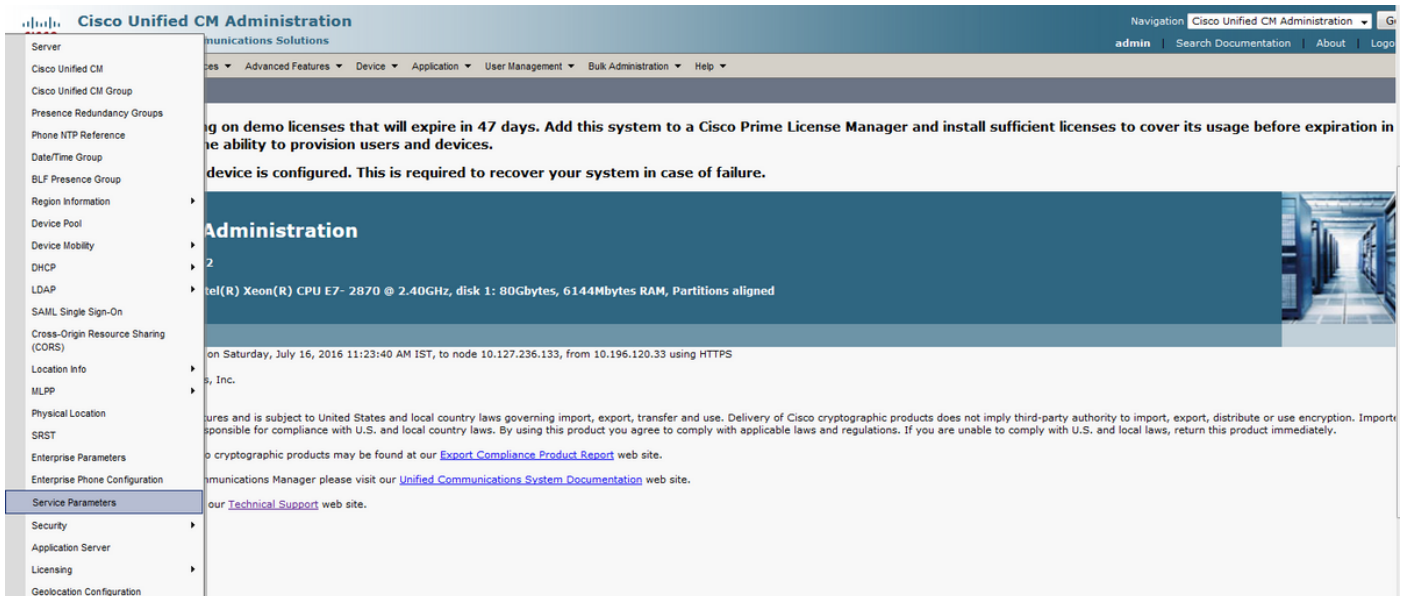 Cisco Unified CM Administration
Navigation Cisco Unified CM Administration
munications Solutions
admin | Search Documentation | About | Logo
Advanced Features Device Application User Management Bulk Administration Help
Server
Cisco Unified CM
Cisco Unified CM Group
Presence Redundancy Groups
Phone NTP Reference
Date/Time Group
BLF Presence Group
Region Information
Device Pool
Device Mobility
DHCP
LDAP
SAML Single Sign-On
Cross-Origin Resource Sharing
(CORS)
Location Info
MLPP
Physical Location
SRST
Enterprise Parameters
Enterprise Phone Configuration
Service Parameters
Security
Application Server
Licensing
Geolocation Configuration
ng on demo licenses that will expire in 47 days. Add this system to a Cisco Prime License Manager and install sufficient licenses to cover its usage before expiration in
he ability to provision users and devices.
device is configured. This is required to recover your system in case of failure.
Administration
2
tel(R) Xeon(R) CPU E7- 2870 @ 2.40GHz, disk 1: 80Gbytes, 6144Mbytes RAM, Partitions aligned
on Saturday, July 16, 2016 11:23:40 AM IST, to node 10.127.236.133, from 10.196.120.33 using HTTPS
s, Inc.
tures and is subject to United States and local country laws governing import, export, transfer and use. Delivery of Cisco cryptographic products does not imply third-party authority to import, export, distribute or use encryption. Importe
sponsible for compliance with U.S. and local country laws. By using this product you agree to comply with applicable laws and regulations. If you are unable to comply with U.S. and local laws, return this product immediately.
o cryptographic products may be found at our Export Compliance Product Report web site.
mmunications Manager please visit our Unified Communications System Documentation web site.
our Technical Support web site.